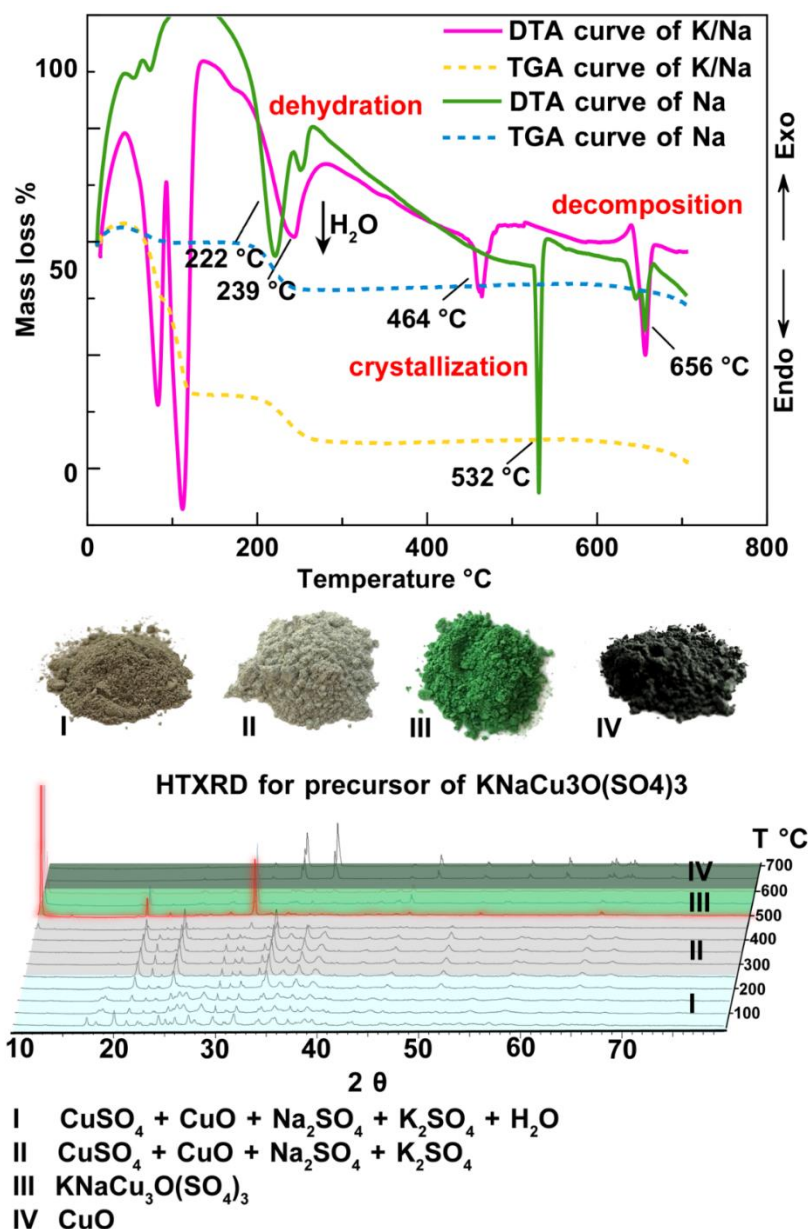 DTA curve of K/Na
TGA curve of K/Na
DTA curve of Na
TGA curve of Na
100
50
0
Mass loss %
dehydration
H₂O
222 °C
239 °C
464 °C
decomposition
crystallization
532 °C
656 °C
Exo
Endo
0 200 400 600 800
Temperature °C
I II III IV
HTXRD for precursor of KNaCu3O(SO4)3
T °C
700
600
500
400
300
200
100
IV
III
II
I
10 20 30 40 50 60 70
2 θ
I CuSO₄ + CuO + Na₂SO₄ + K₂SO₄ + H₂O
II CuSO₄ + CuO + Na₂SO₄ + K₂SO₄
III KNaCu₃O(SO₄)₃
IV CuO